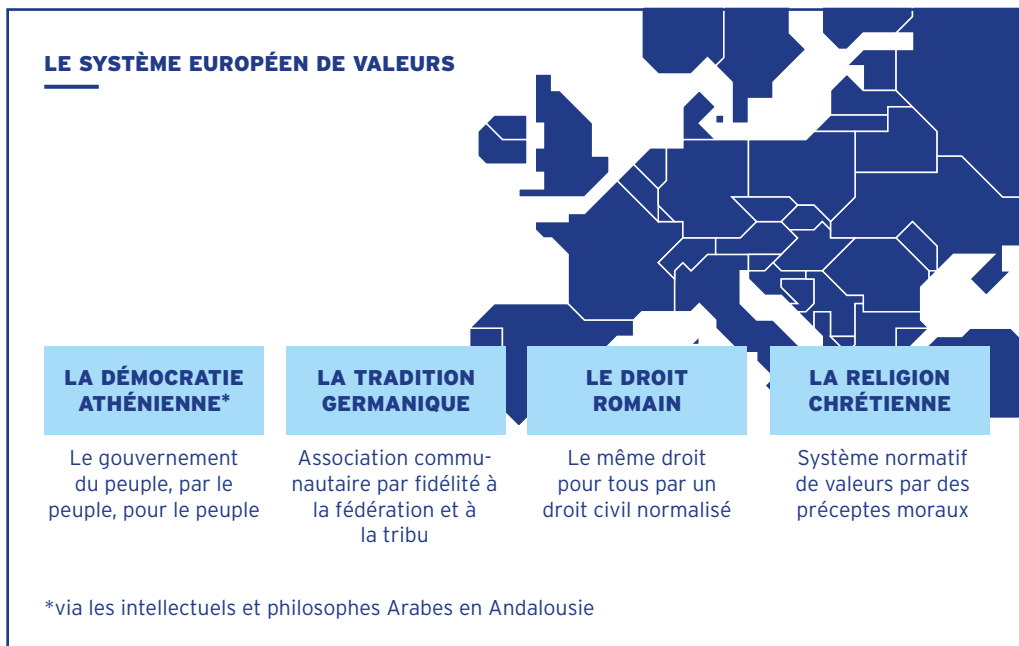 LE SYSTÈME EUROPÉEN DE VALEURS
LA DÉMOCRATIE
ATHÉNIENNE*
Le gouvernement
du peuple, par le
peuple, pour le peuple
LA TRADITION
GERMANIQUE
Association commu-
nautaire par fidélité à
la fédération et à
la tribu
LE DROIT
ROMAIN
Le même droit
pour tous par un
droit civil normalisé
LA RELIGION
CHRÉTIENNE
Système normatif
de valeurs par des
préceptes moraux
*via les intellectuels et philosophes Arabes en Andalousie